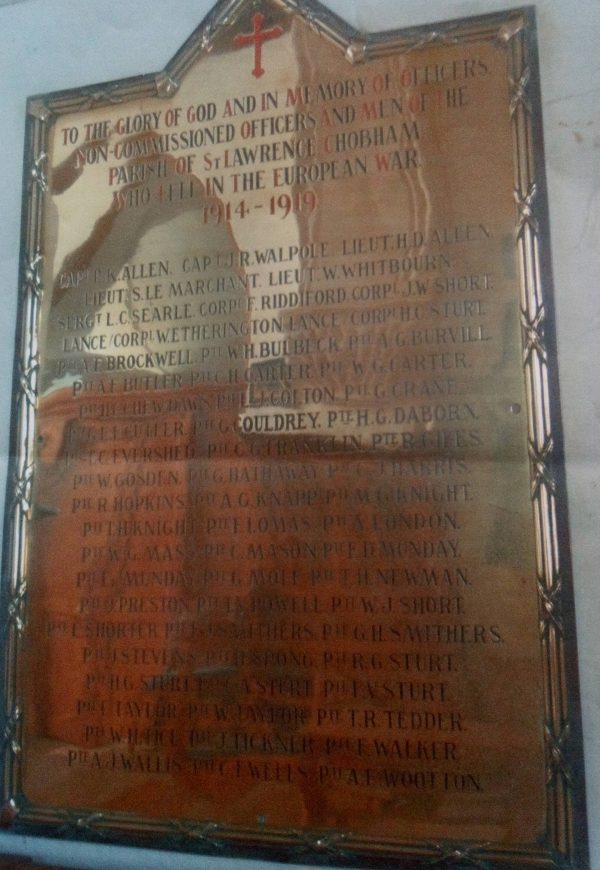 TO THE GLORY OF GOD AND IN MEMORY OF OFFICERS
NON-COMMISSIONED OFFICERS AND MEN OF THE
PARISH OF ST LAWRENCE CHOBHAM
WHO FELL IN THE EUROPEAN WAR
1914-1919
CAPT K. ALLEN. CAPT J.R. WALPOLE. LIEUT. H.D. ALLEN
LIEUT. S. LE MARCHANT. LIEUT. W. WHITBOURN.
SERGT L.C. SEARLE. CORPL F. RIDDIFORD. CORPL J.W. SHORT.
LANCE/CORPL W. ETHERINGTON. LANCE/CORPL H.C. STURT.
PTE A.F. BROCKWELL. PTE W.H. BULBECK. PTE A.G. BURVILL.
PTE A.F. BUTLER. PTE C.H. CARTER. PTE W.G. CARTER.
PTE J. COLTON. PTE G. CRANE.
CUTLER. PTE G. COULDREY. PTE H.G. DABORN.
EVERSHED. PTE C.G. FRANKLIN. PTE R. GILES.
PTE W. GOSDEN. PTE G. HATHAWAY. PTE C.J. HARRIS.
PTE R. HOPKINS. PTE A.G. KNAPP. PTE M.G. KNIGHT.
PTE T.H. KNIGHT. PTE F. LOMAS. PTE A. LONDON.
PTE W.G. MASS. PTE C. MASON. PTE E.D. MONDAY.
MUNDAY. PTE G. MOLE. PTE T.H. NEWMAN.
PTE O. PRESTON. POWELL. PTE W.J. SHORT.
PTE F. SHORTER. SMITHERS. PTE G.H. SMITHERS.
PTE J. STEVENS. SPONG. PTE R.G. STURT.
PTE H.G. STURT. PTE A. STERT. PTE F.V. STURT.
TAYLOR. PTE W. TAYLOR. PTE T.R. TEDDER.
PTE W.H. TICE. PTE J. TICKNER. PTE F. WALKER.
PTE A.J. WALLIS. PTE C.F. WELLS. PTE A.E. WOOTTON.